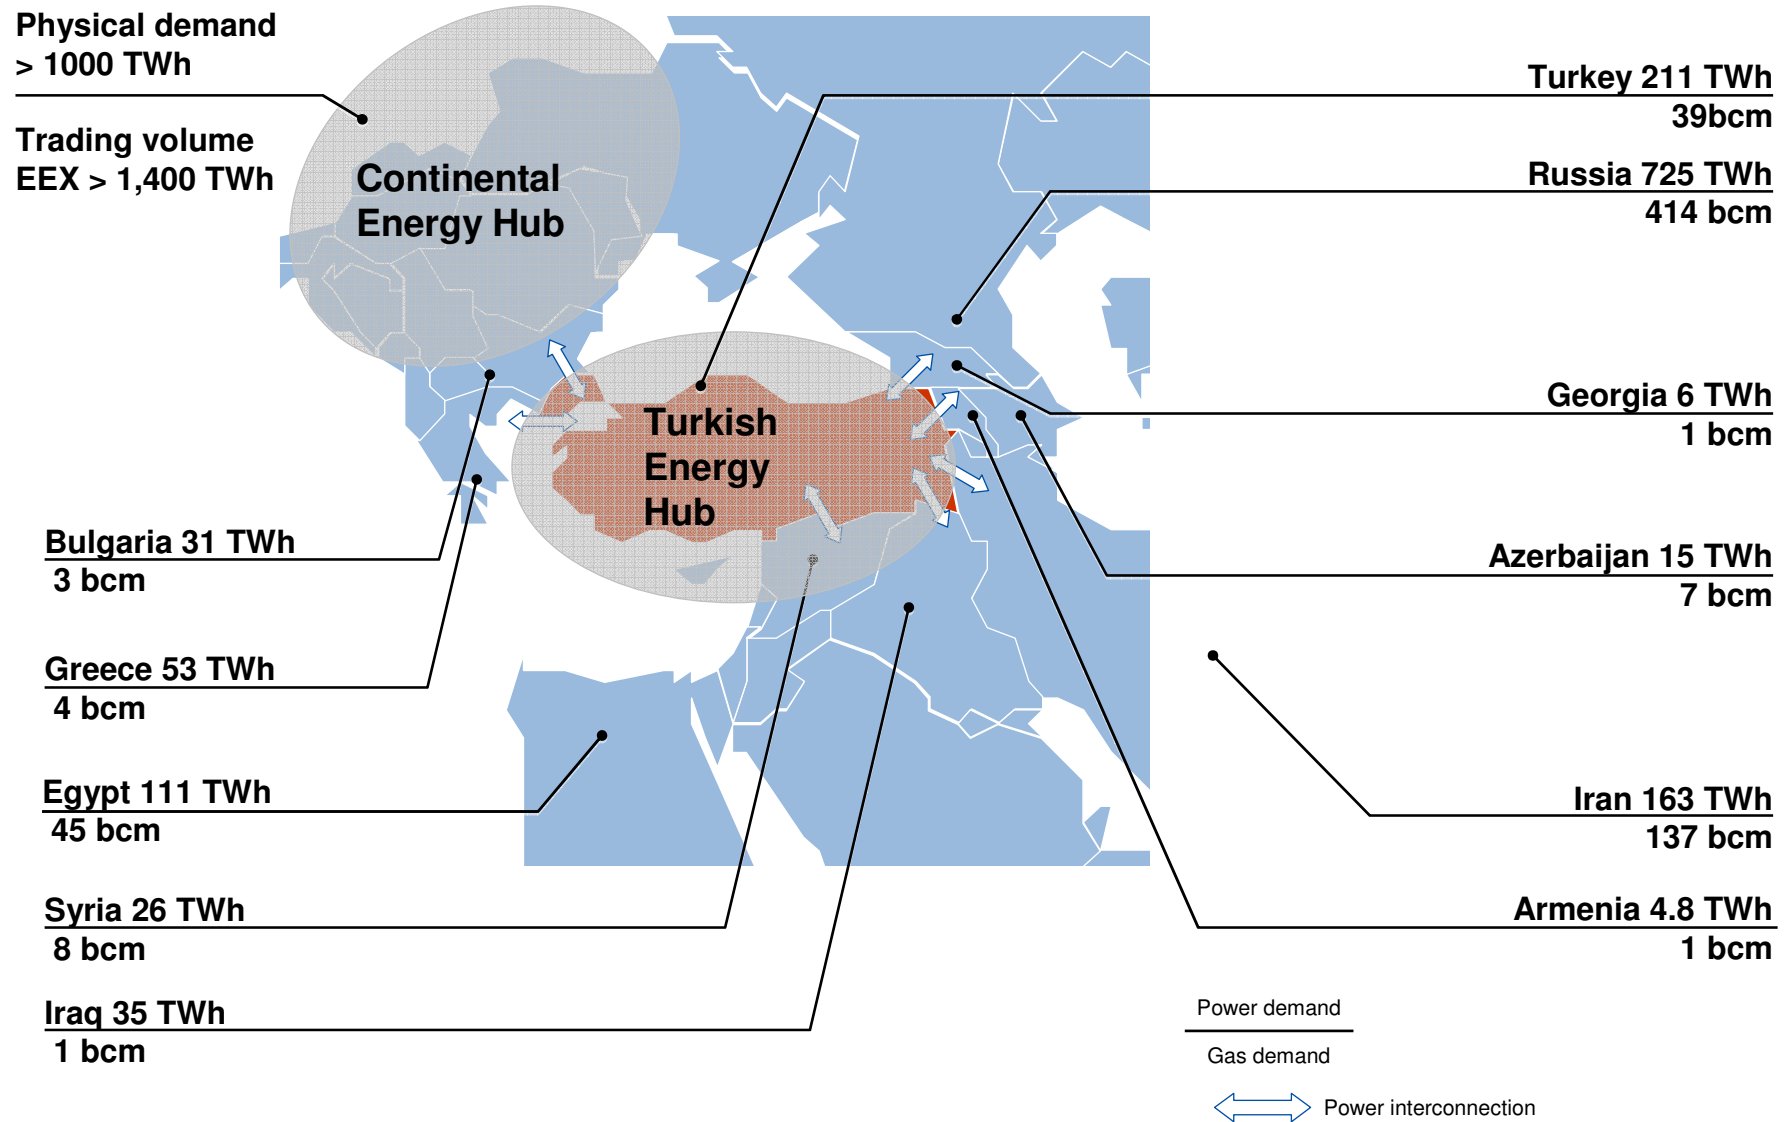 Physical demand
> 1000 TWh
Trading volume
EEX > 1,400 TWh
Continental
Energy Hub
Turkish
Energy
Hub
Turkey 211 TWh
39bcm
Russia 725 TWh
414 bcm
Georgia 6 TWh
1 bcm
Azerbaijan 15 TWh
7 bcm
Iran 163 TWh
137 bcm
Armenia 4.8 TWh
1 bcm
Bulgaria 31 TWh
3 bcm
Greece 53 TWh
4 bcm
Egypt 111 TWh
45 bcm
Syria 26 TWh
8 bcm
Iraq 35 TWh
1 bcm
Power demand
Gas demand
Power interconnection